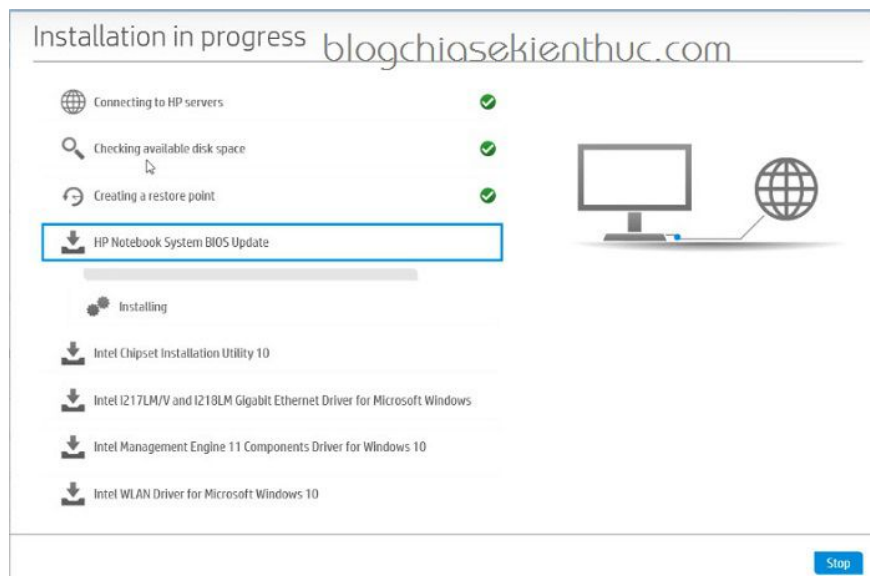 Installation in progress
blogchiasekienthuc.com
Connecting to HP servers
Checking available disk space
Creating a restore point
HP Notebook System BIOS Update
Installing
Intel Chipset Installation Utility 10
Intel I217LM/V and I218LM Gigabit Ethernet Driver for Microsoft Windows
Intel Management Engine 11 Components Driver for Windows 10
Intel WLAN Driver for Microsoft Windows 10
Stop